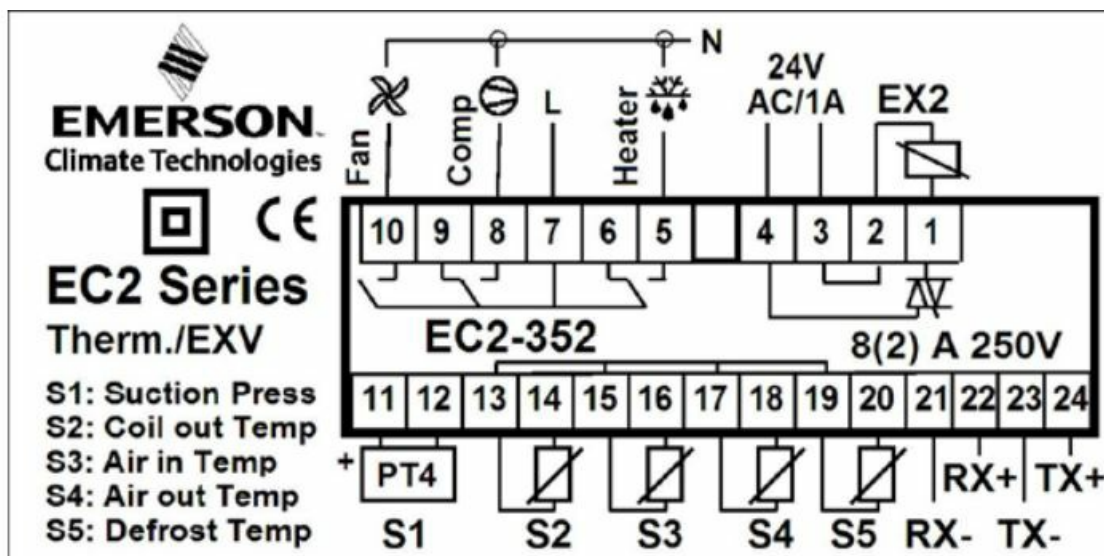 EMERSON
Climate Technologies
CE
EC2 Series
Therm./EXV
S1: Suction Press
S2: Coil out Temp
S3: Air in Temp
S4: Air out Temp
S5: Defrost Temp
N
24V
AC/1A
EX2
Fan
Comp
L
Heater
10 9 8 7 6 5 4 3 2 1
EC2-352
8(2) A 250V
11 12 13 14 15 16 17 18 19 20 21 22 23 24
+ PT4
RX+ TX+
S1 S2 S3 S4 S5 RX- TX-